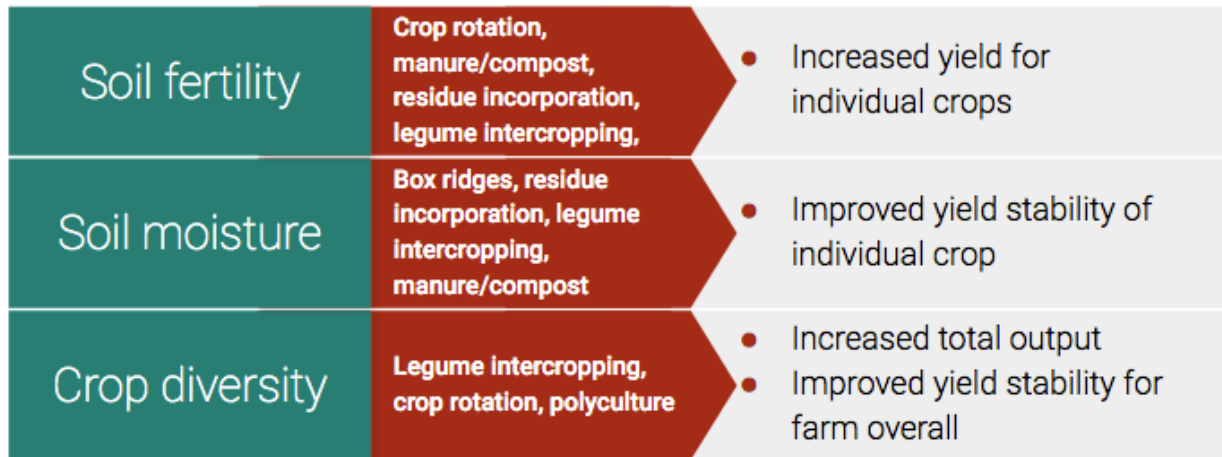 Soil fertility
Crop rotation,
manure/compost,
residue incorporation,
legume intercropping,
• Increased yield for
individual crops
Soil moisture
Box ridges, residue
incorporation, legume
intercropping,
manure/compost
• Improved yield stability of
individual crop
Crop diversity
Legume intercropping,
crop rotation, polyculture
• Increased total output
• Improved yield stability for
farm overall